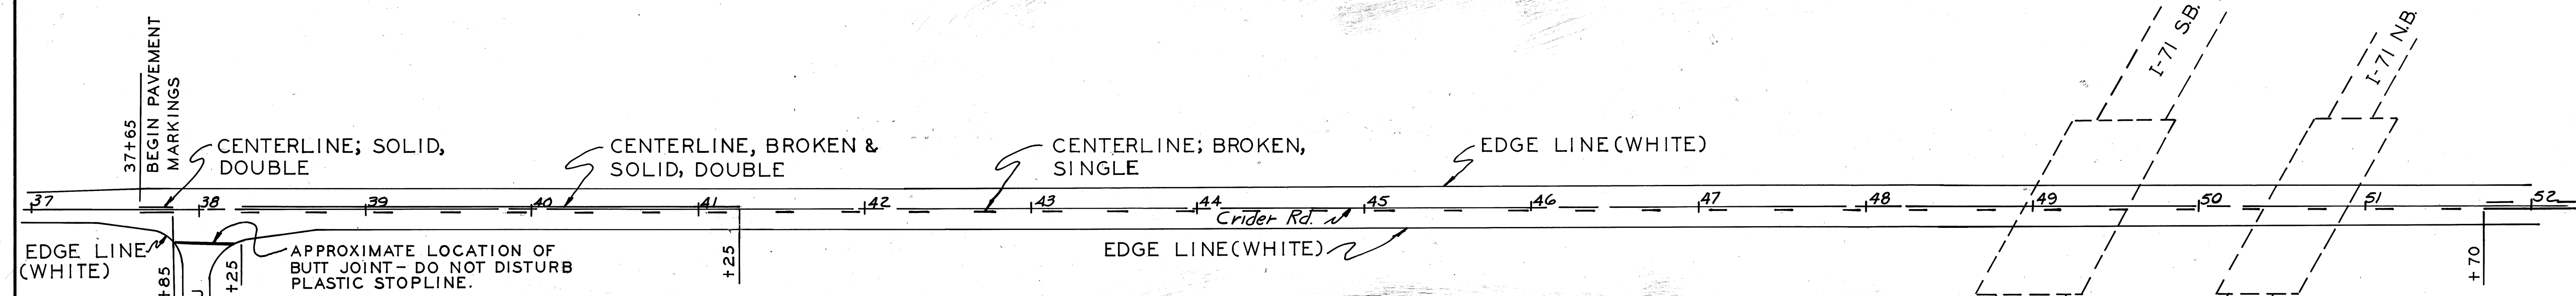 37+65
BEGIN PAVEMENT
MARKINGS
CENTERLINE; SOLID,
DOUBLE
CENTERLINE, BROKEN &
SOLID, DOUBLE
CENTERLINE; BROKEN,
SINGLE
EDGE LINE(WHITE)
I-71 S.B.
I-71 N.B.
37 38 39 40 41 42 43 44 45 46 47 48 49 50 51 52
Crider Rd.
EDGE LINE
(WHITE)
APPROXIMATE LOCATION OF
BUTT JOINT- DO NOT DISTURB
PLASTIC STOPLINE.
EDGE LINE(WHITE)
+85
+25
+25
+70